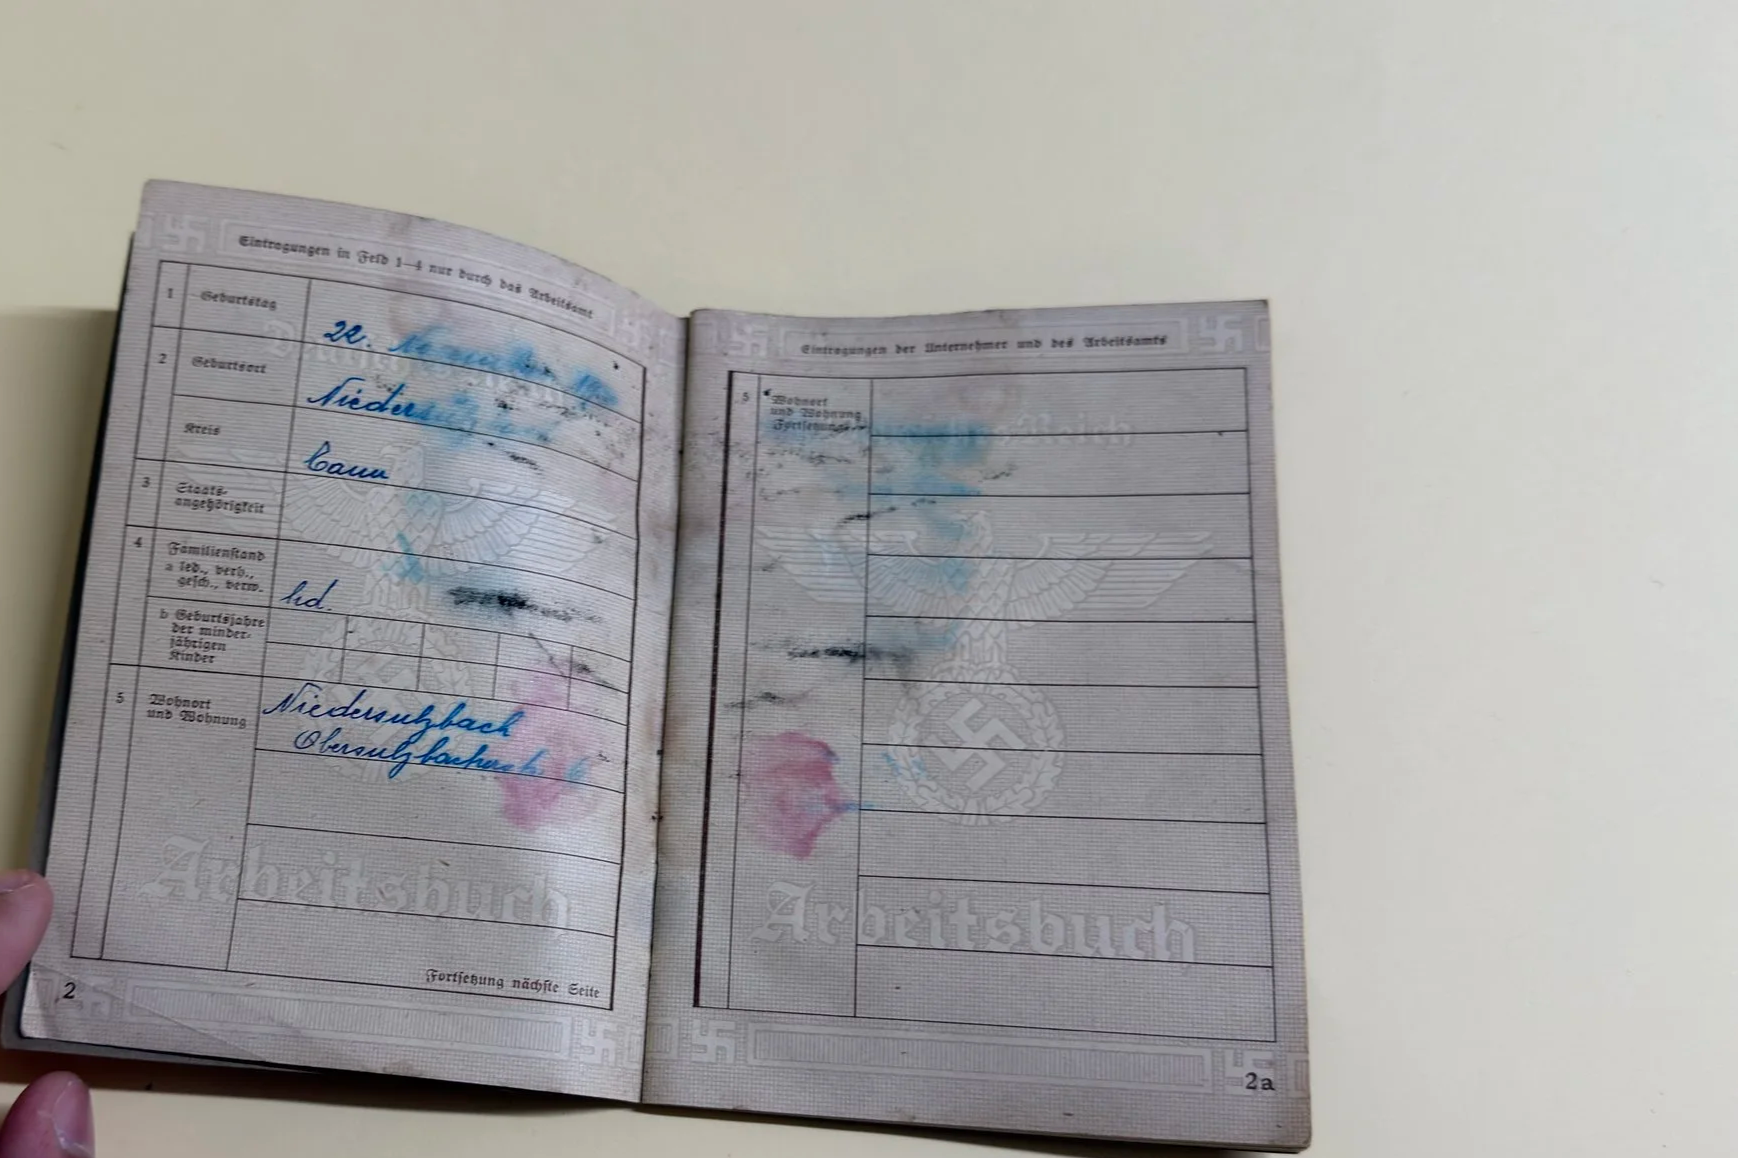 Eintragungen in Feld 1—4 nur durch das Arbeitsamt
1 Geburtstag
22.
2 Geburtsort
Kreis
Cann
3 Staats-
angehörigkeit
4 Familienstand
a led., verh.,
gesch., verw.
led.
b Geburtsjahre
der minder-
jährigen
Kinder
5 Wohnort
und Wohnung
Niedersulzbach
Arbeitsbuch
Fortsetzung nächste Seite
2
Eintragungen der Unternehmer und des Arbeitsamts
5 Wohnort
und Wohnung
Fortsetzung
Reich
Arbeitsbuch
2a